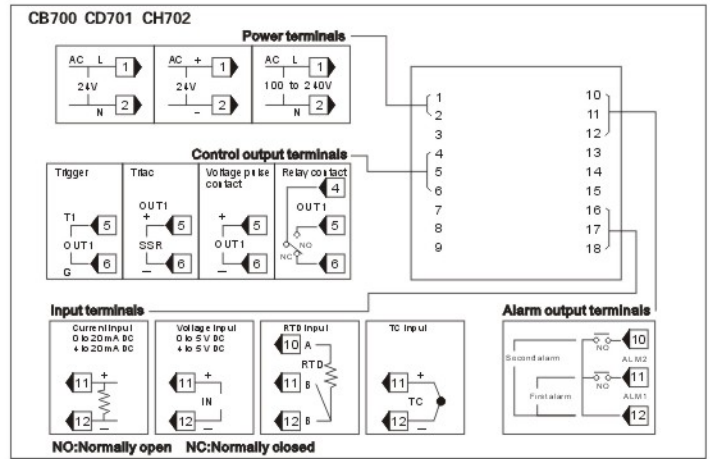 CB700 CD701 CH702
Power terminals
AC L 1
24V
N 2
AC + 1
24V
− 2
AC L 1
100 to 240V
N 2
1
2
3
4
5
6
7
8
9
10
11
12
13
14
15
16
17
18
Control output terminals
Trigger
T1 5
OUT1
G 6
Triac
OUT1
+ 5
SSR
− 6
Voltage pulse
contact
+ 5
OUT1
− 6
Relay contact
4
OUT1
5
NO
NC 6
Input terminals
Current Input
0 to 20mA DC
4 to 20mA DC
11 +
12 −
Voltage Input
0 to 5 V DC
4 to 5 V DC
11 +
IN
12 −
RTD Input
10 A
RTD
11 B
12 B
TC Input
11 +
TC
12 −
Alarm output terminals
10
NO
Second alarm
ALM2
11
NO
First alarm
ALM1
12
NO:Normally open NC:Normally closed